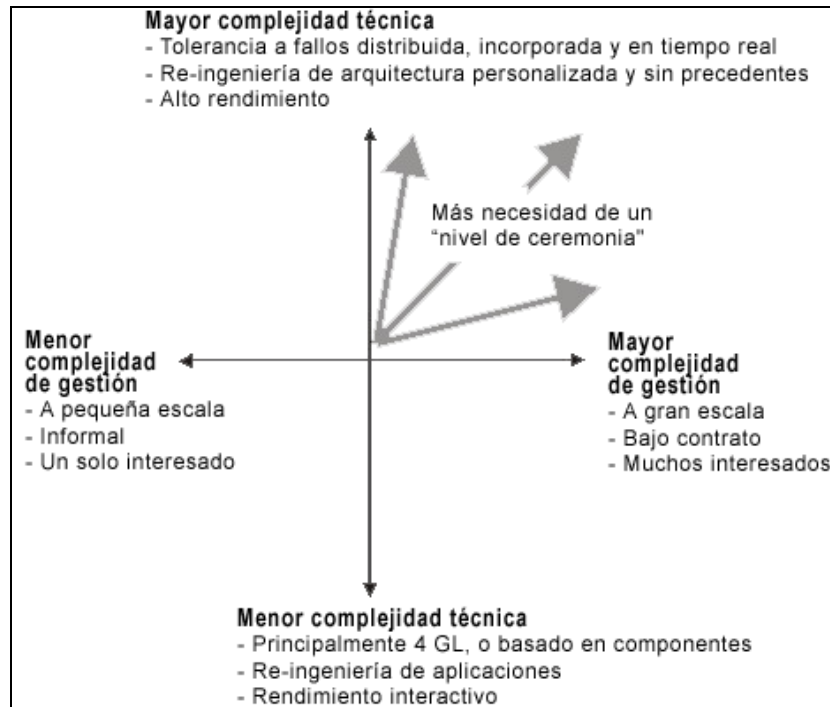 Mayor complejidad técnica
- Tolerancia a fallos distribuida, incorporada y en tiempo real
- Re-ingeniería de arquitectura personalizada y sin precedentes
- Alto rendimiento
Más necesidad de un
“nivel de ceremonia"
Menor
complejidad
de gestión
- A pequeña escala
- Informal
- Un solo interesado
Mayor
complejidad
de gestión
- A gran escala
- Bajo contrato
- Muchos interesados
Menor complejidad técnica
- Principalmente 4 GL, o basado en componentes
- Re-ingeniería de aplicaciones
- Rendimiento interactivo